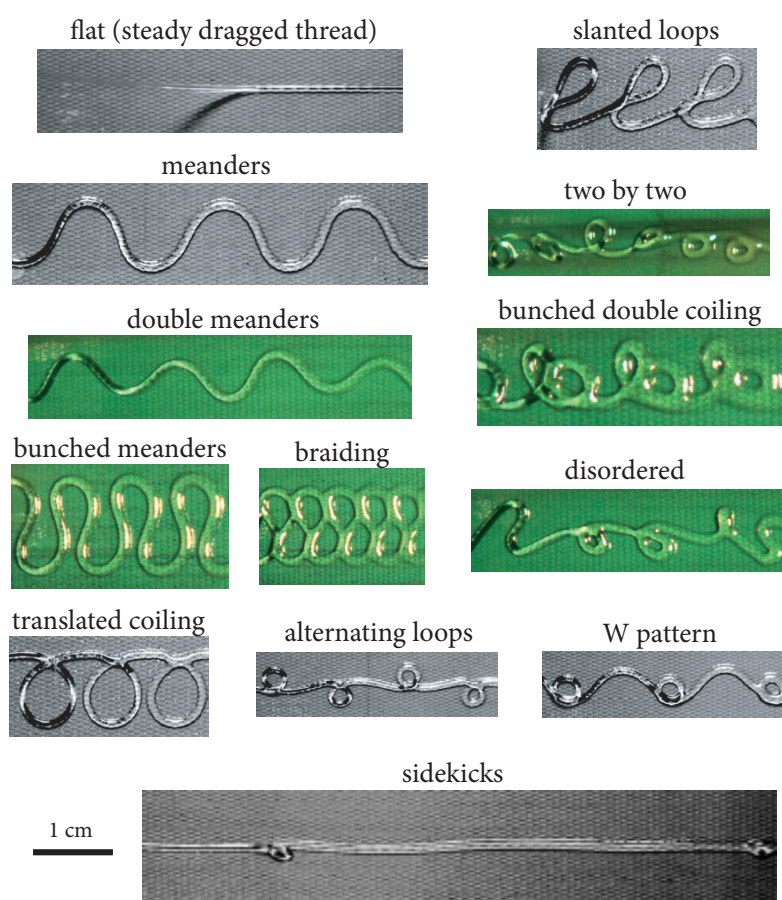 flat (steady dragged thread)
slanted loops
meanders
two by two
double meanders
bunched double coiling
bunched meanders
braiding
disordered
translated coiling
alternating loops
W pattern
sidekicks
1 cm